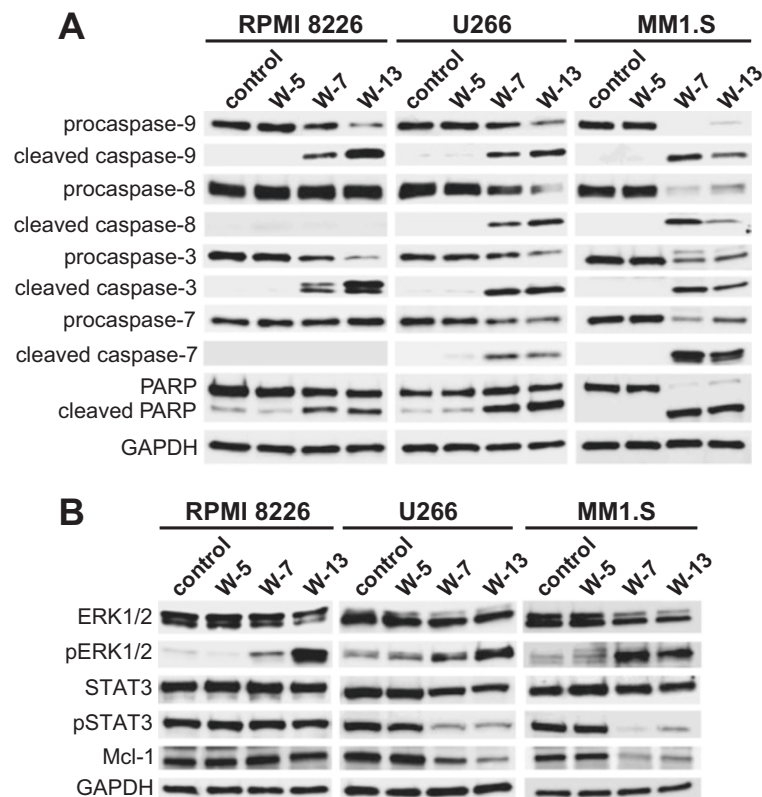 A
RPMI 8226 U266 MM1.S
control W-5 W-7 W-13 control W-5 W-7 W-13 control W-5 W-7 W-13
procaspase-9
cleaved caspase-9
procaspase-8
cleaved caspase-8
procaspase-3
cleaved caspase-3
procaspase-7
cleaved caspase-7
PARP
cleaved PARP
GAPDH
B
RPMI 8226 U266 MM1.S
control W-5 W-7 W-13 control W-5 W-7 W-13 control W-5 W-7 W-13
ERK1/2
pERK1/2
STAT3
pSTAT3
Mcl-1
GAPDH